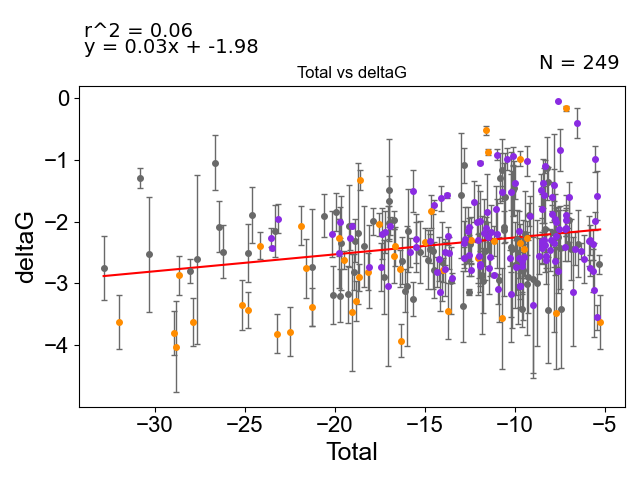 r^2 = 0.06
y = 0.03x + -1.98
N = 249
Total vs deltaG
0
−1
−2
−3
−4
deltaG
−30
−25
−20
−15
−10
−5
Total